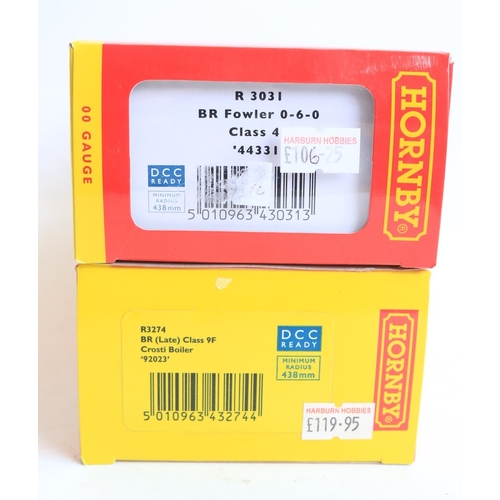 00 GAUGE
R 3031
BR Fowler 0-6-0
Class 4
'44331
HARBURN HOBBIES
£106-25
DCC
READY
MINIMUM
RADIUS
438mm
5 010963 430313
HORNBY
®
R3274
BR (Late) Class 9F
Crosti Boiler
'92023'
DCC
READY
MINIMUM
RADIUS
438mm
5 010963 432744
HARBURN HOBBIES
£119.95
HORNBY
®